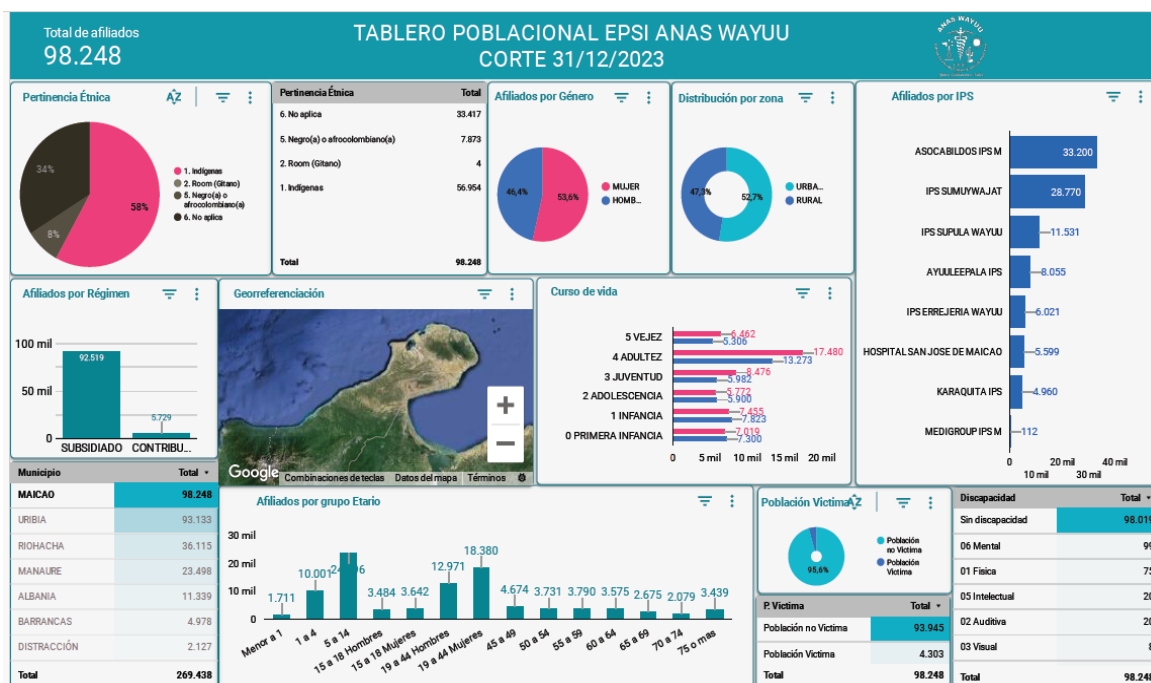 Total de afiliados
98.248
TABLERO POBLACIONAL EPSI ANAS WAYUU
CORTE 31/12/2023
ANAS WAYUU
Pertinencia Étnica
AZ
34%
58%
8%
1. Indígenas
2. Room (Gitano)
5. Negro(a) o
afrocolombiano(a)
6. No aplica
Pertinencia Étnica Total
6. No aplica 33.417
5. Negro(a) o afrocolombiano(a) 7.873
2. Room (Gitano) 4
1. Indígenas 56.954
Total 98.248
Afiliados por Género
46,4%
53,6%
MUJER
HOMB...
Distribución por zona
47,3%
52,7%
URBA...
RURAL
Afiliados por IPS
ASOCABILDOS IPS M 33.200
IPS SUMUYWAJAT 28.770
IPS SUPULA WAYUU 11.531
AYUULEEPALA IPS 8.055
IPS ERREJERIA WAYUU 6.021
HOSPITAL SAN JOSE DE MAICAO 5.599
KARAQUITA IPS 4.960
MEDIGROUP IPS M 112
0 20 mil 40 mil
10 mil 30 mil
Afiliados por Régimen
100 mil
50 mil
0
92.519
5.729
SUBSIDIADO CONTRIBU...
Georreferenciación
+
−
Google
Combinaciones de teclas Datos del mapa Términos
Curso de vida
5 VEJEZ 6.462
5.306
4 ADULTEZ 17.480
13.273
3 JUVENTUD 8.476
5.982
2 ADOLESCENCIA 5.772
5.900
1 INFANCIA 7.455
7.823
0 PRIMERA INFANCIA 7.019
7.300
0 5 mil 10 mil 15 mil 20 mil
Municipio Total
MAICAO 98.248
URIBIA 93.133
RIOHACHA 36.115
MANAURE 23.498
ALBANIA 11.339
BARRANCAS 4.978
DISTRACCIÓN 2.127
Total 269.438
Afiliados por grupo Etario
30 mil
20 mil
10 mil
0
1.711 10.001 3.484 3.642 12.971 18.380 4.674 3.731 3.790 3.575 2.675 2.079 3.439
Menor a 1 1 a 4 5 a 14 15 a 18 Hombres 15 a 18 Mujeres 19 a 44 Hombres 19 a 44 Mujeres 45 a 49 50 a 54 55 a 59 60 a 64 65 a 69 70 a 74 75 o mas
Población Victima
AZ
95,6%
Población
no Victima
Población
Victima
P. Victima Total
Población no Victima 93.945
Población Victima 4.303
Total 98.248
Discapacidad Total
Sin discapacidad 98.019
06 Mental 99
01 Fisica 75
05 Intelectual 20
02 Auditiva 20
03 Visual 8
Total 98.248